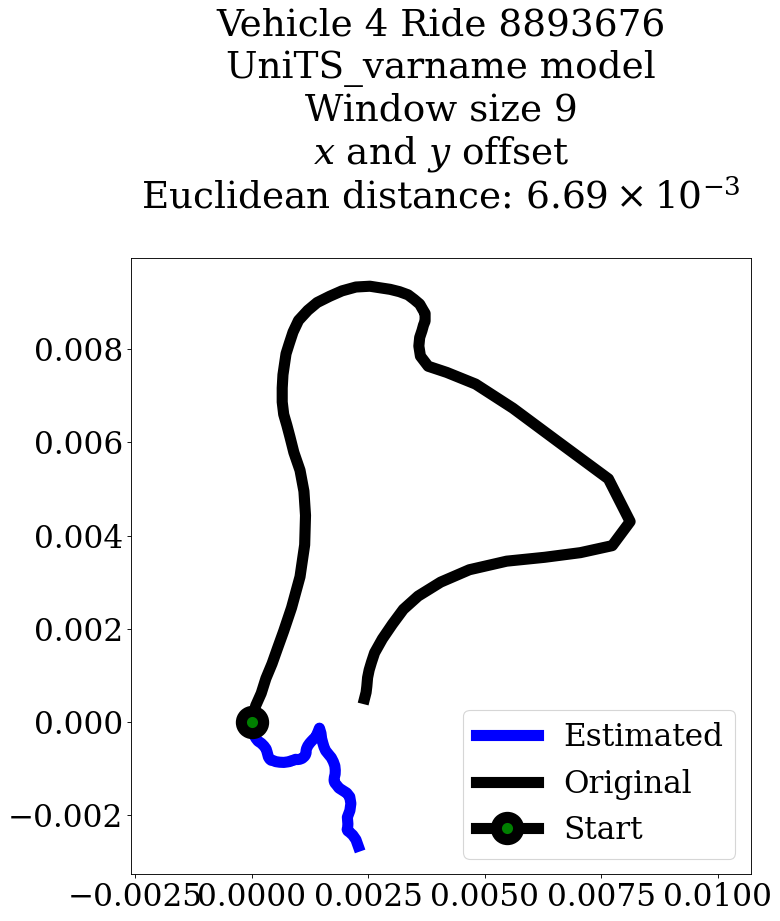 Vehicle 4 Ride 8893676
UniTS_varname model
Window size 9
x and y offset
Euclidean distance: 6.69 × 10⁻³
0.008
0.006
0.004
0.002
0.000
−0.002
Estimated
Original
Start
−0.0025 0.0000 0.0025 0.0050 0.0075 0.0100